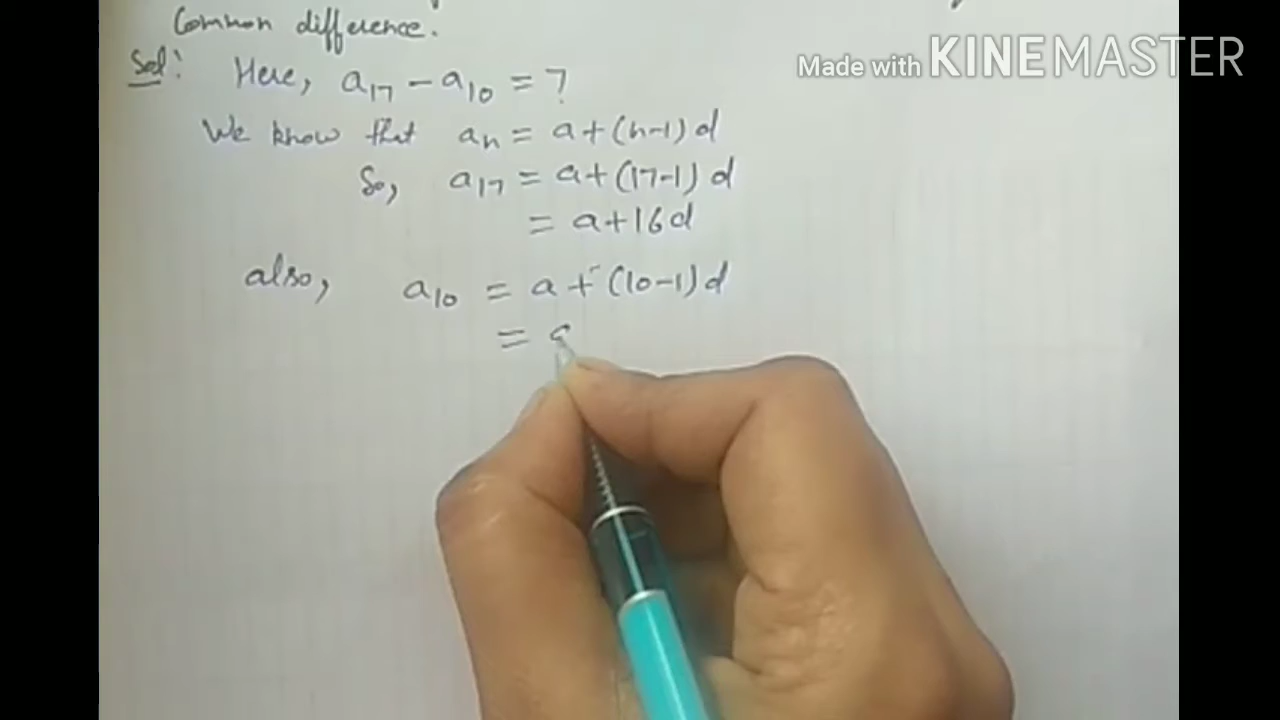 Common difference.
Made with KINEMASTER
Sol:
Here, a₁₇ – a₁₀ = 7
We know that aₙ = a + (n-1) d
So, a₁₇ = a + (17-1) d
= a + 16d
also, a₁₀ = a + (10-1) d
= a